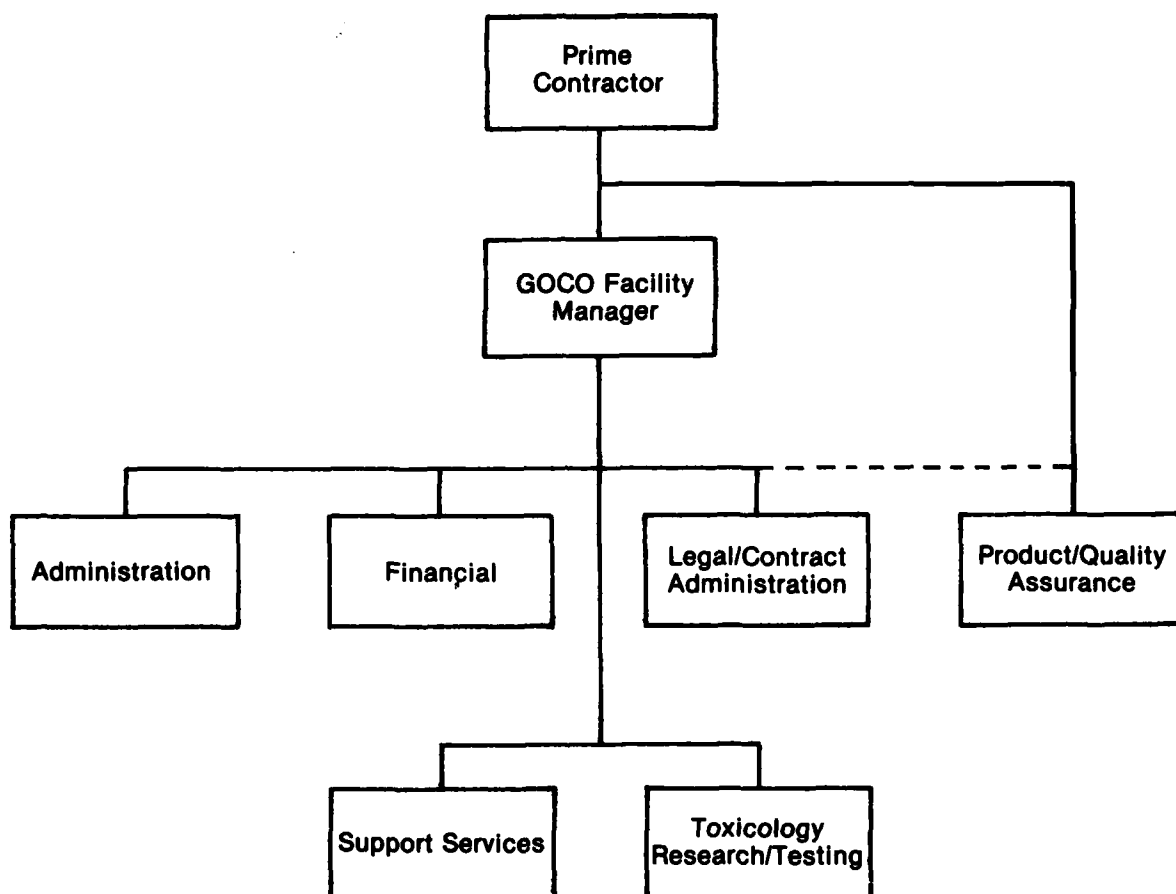 Prime
Contractor
GOCO Facility
Manager
Administration
Financial
Legal/Contract
Administration
Product/Quality
Assurance
Support Services
Toxicology
Research/Testing